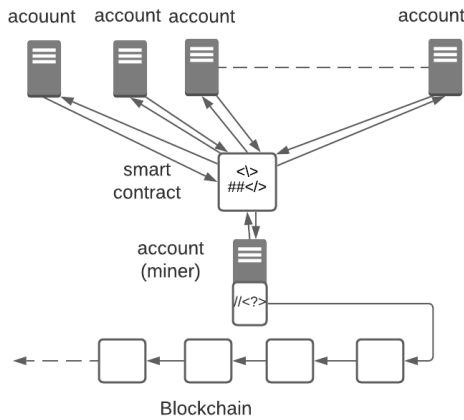 acouunt
account
account
account
<\>
##</>
smart
contract
account
(miner)
//<?>
Blockchain